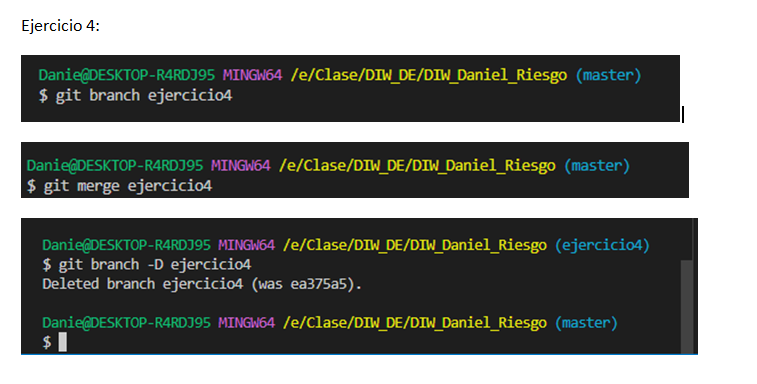 Ejercicio 4:
Danie@DESKTOP-R4RDJ95 MINGW64 /e/Clase/DIW_DE/DIW_Daniel_Riesgo (master)
$ git branch ejercicio4
Danie@DESKTOP-R4RDJ95 MINGW64 /e/Clase/DIW_DE/DIW_Daniel_Riesgo (master)
$ git merge ejercicio4
Danie@DESKTOP-R4RDJ95 MINGW64 /e/Clase/DIW_DE/DIW_Daniel_Riesgo (ejercicio4)
$ git branch -D ejercicio4
Deleted branch ejercicio4 (was ea375a5).
Danie@DESKTOP-R4RDJ95 MINGW64 /e/Clase/DIW_DE/DIW_Daniel_Riesgo (master)
$